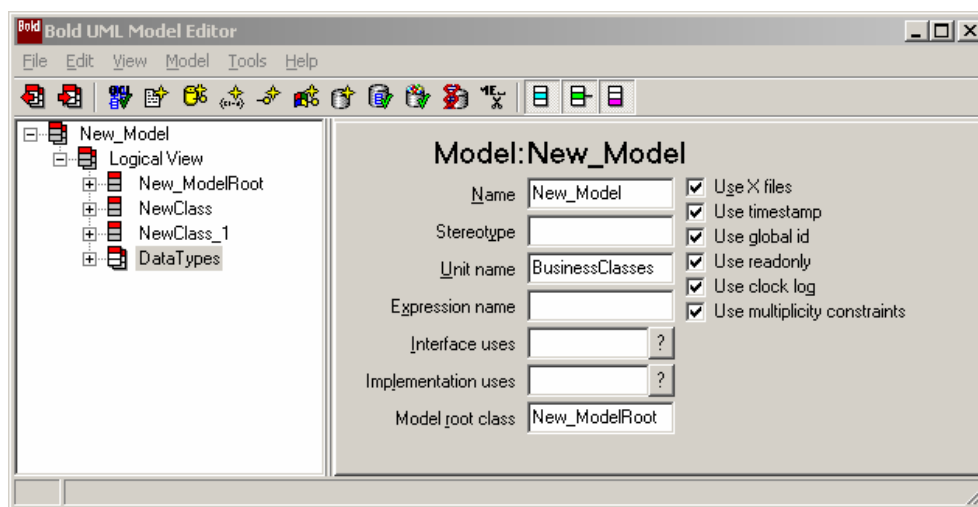 Bold Bold UML Model Editor
File Edit View Model Tools Help
New_Model
Logical View
New_ModelRoot
NewClass
NewClass_1
DataTypes
Model:New_Model
Name New_Model
Stereotype
Unit name BusinessClasses
Expression name
Interface uses ?
Implementation uses ?
Model root class New_ModelRoot
Use X files
Use timestamp
Use global id
Use readonly
Use clock log
Use multiplicity constraints